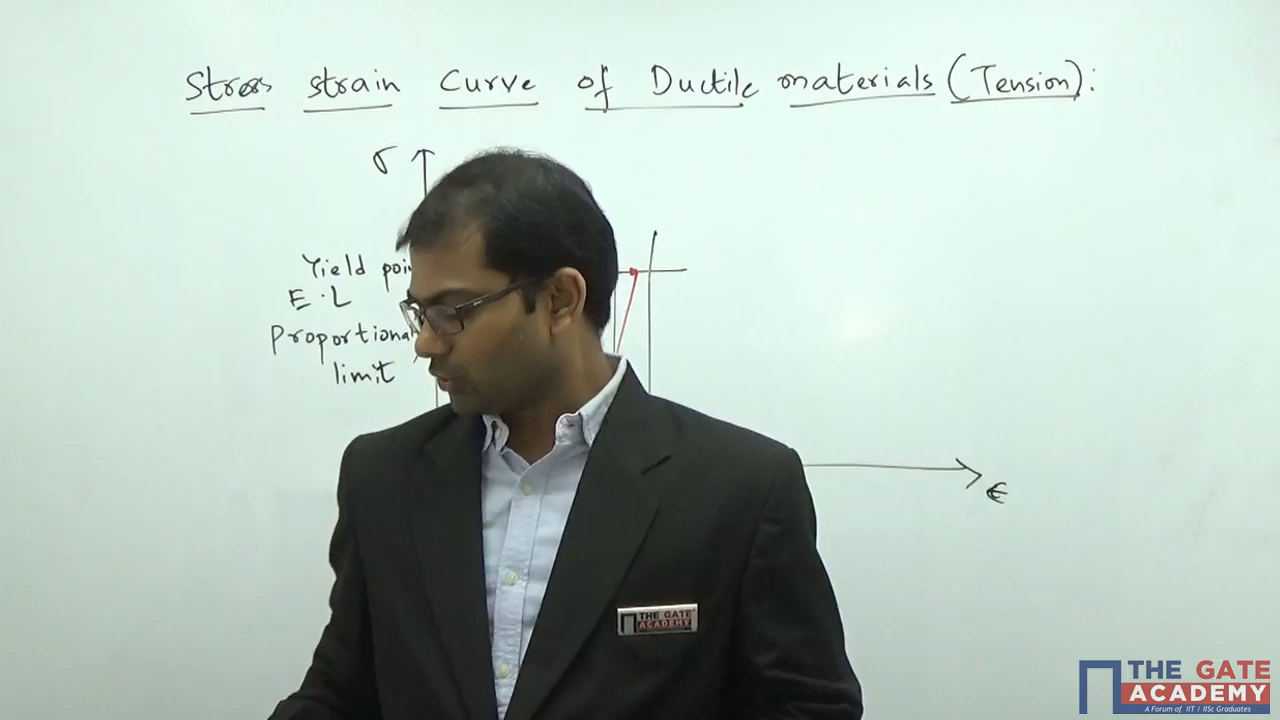 Stress strain Curve of Ductile materials (Tension):
σ
Yield poi
E.L
Proportional
limit
ε
THE GATE
ACADEMY
THE GATE
ACADEMY
A Forum of IIT / IISc Graduates